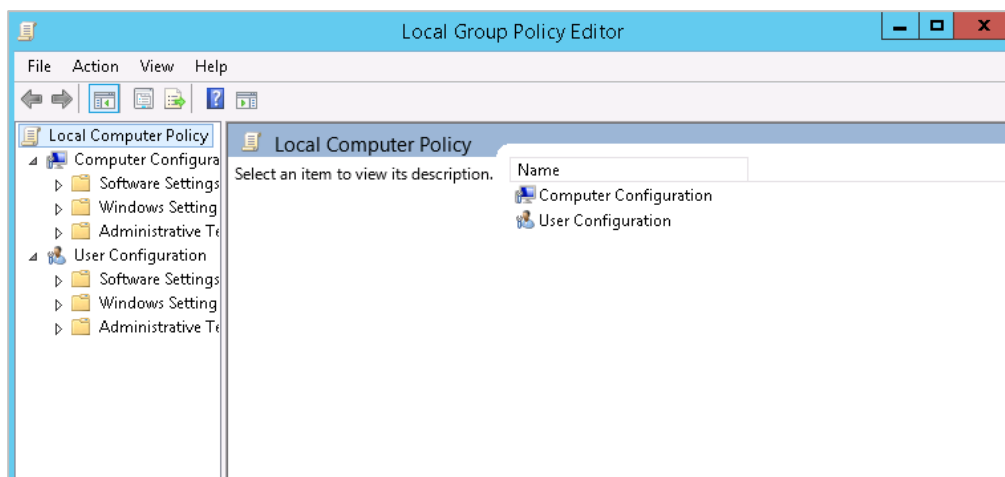 Local Group Policy Editor
File Action View Help
Local Computer Policy
Computer Configura
Software Settings
Windows Setting
Administrative Te
User Configuration
Software Settings
Windows Setting
Administrative Te
Local Computer Policy
Select an item to view its description.
Name
Computer Configuration
User Configuration